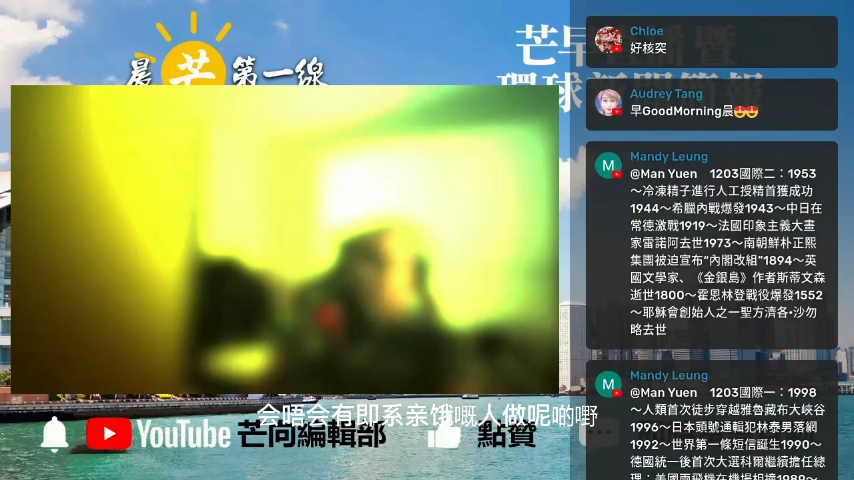 晨芒第一線
Chloe
好核突
Audrey Tang
早GoodMorning晨😍😍
Mandy Leung
@Man Yuen 1203國際二：1953
～冷凍精子進行人工授精首獲成功
1944～希臘內戰爆發1943～中日在
常德激戰1919～法國印象主義大畫
家雷諾阿去世1973～南朝鮮朴正熙
集團被迫宣布"內閣改組"1894～英
國文學家、《金銀島》作者斯蒂文森
逝世1800～霍恩林登戰役爆發1552
～耶穌會創始人之一聖方濟各·沙勿
略去世
Mandy Leung
@Man Yuen 1203國際一：1998
～人類首次徒步穿越雅魯藏布大峽谷
1996～日本頭號通輯犯林泰男落網
1992～世界第一條短信誕生1990～
德國統一後首次大選科爾繼續擔任總
会唔会有即系亲饿嘅人做呢啲嘢
YouTube 芒向編輯部 點贊